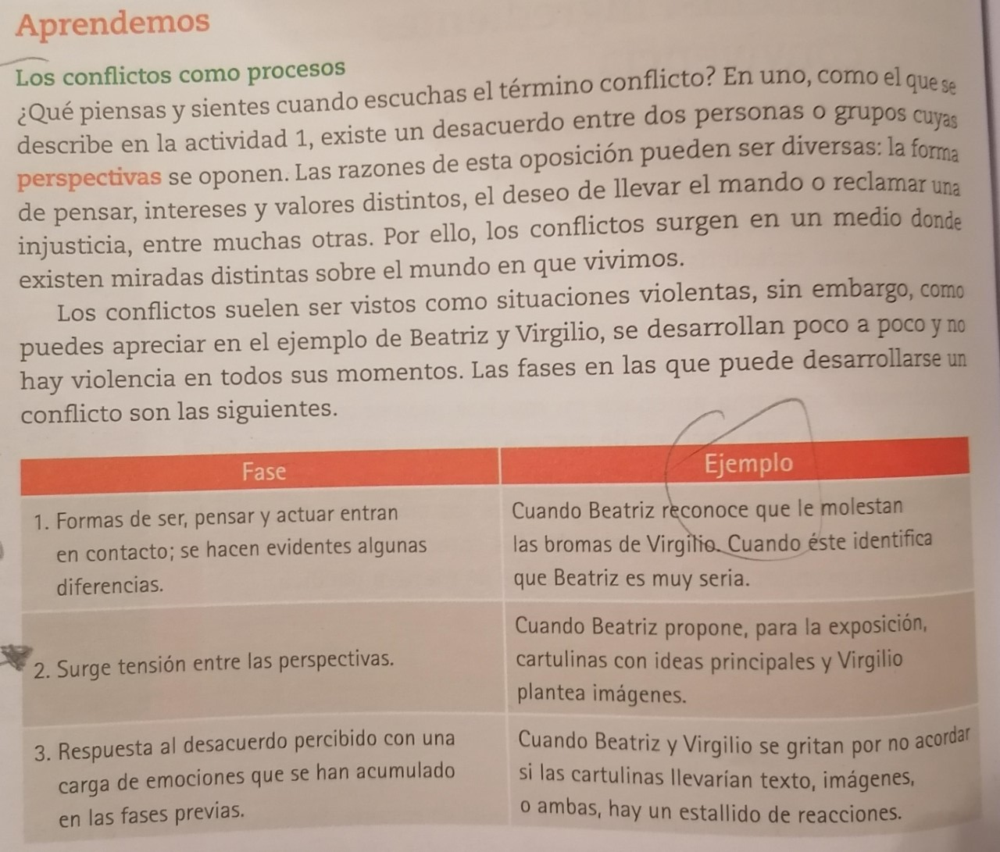 Aprendemos
Los conflictos como procesos
¿Qué piensas y sientes cuando escuchas el término conflicto? En uno, como el que se
describe en la actividad 1, existe un desacuerdo entre dos personas o grupos cuyas
perspectivas se oponen. Las razones de esta oposición pueden ser diversas: la forma
de pensar, intereses y valores distintos, el deseo de llevar el mando o reclamar una
injusticia, entre muchas otras. Por ello, los conflictos surgen en un medio donde
existen miradas distintas sobre el mundo en que vivimos.
Los conflictos suelen ser vistos como situaciones violentas, sin embargo, como
puedes apreciar en el ejemplo de Beatriz y Virgilio, se desarrollan poco a poco y no
hay violencia en todos sus momentos. Las fases en las que puede desarrollarse un
conflicto son las siguientes.
Fase
Ejemplo
1. Formas de ser, pensar y actuar entran
en contacto; se hacen evidentes algunas
diferencias.
Cuando Beatriz reconoce que le molestan
las bromas de Virgilio. Cuando éste identifica
que Beatriz es muy seria.
2. Surge tensión entre las perspectivas.
Cuando Beatriz propone, para la exposición,
cartulinas con ideas principales y Virgilio
plantea imágenes.
3. Respuesta al desacuerdo percibido con una
carga de emociones que se han acumulado
en las fases previas.
Cuando Beatriz y Virgilio se gritan por no acordar
si las cartulinas llevarían texto, imágenes,
o ambas, hay un estallido de reacciones.